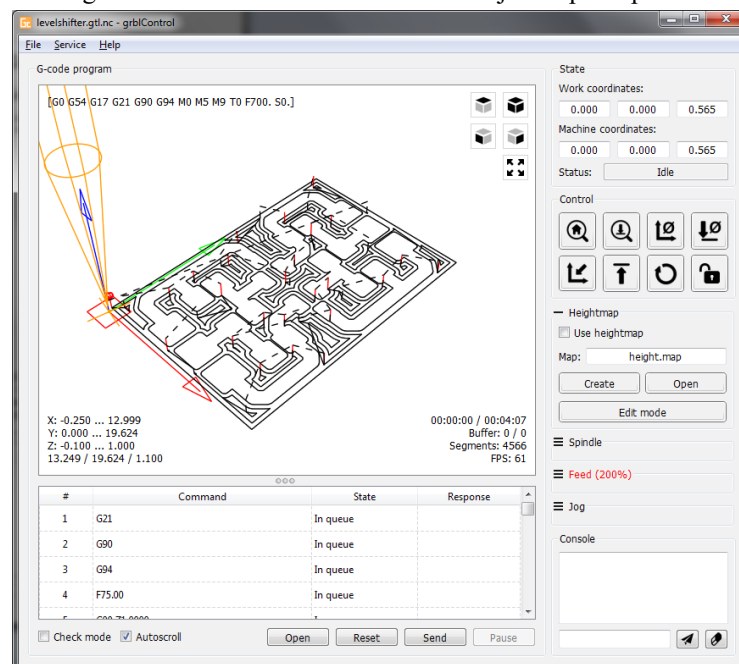 levelshifter.gtl.nc - grblControl
File Service Help
G-code program
[G0 G54 G17 G21 G90 G94 M0 M5 M9 T0 F700. S0.]
X: -0.250 ... 12.999
Y: 0.000 ... 19.624
Z: -0.100 ... 1.000
13.249 / 19.624 / 1.100
00:00:00 / 00:04:07
Buffer: 0 / 0
Segments: 4566
FPS: 61
# Command State Response
1 G21 In queue
2 G90 In queue
3 G94 In queue
4 F75.00 In queue
Check mode Autoscroll Open Reset Send Pause
State
Work coordinates:
0.000 0.000 0.565
Machine coordinates:
0.000 0.000 0.565
Status: Idle
Control
Heightmap
Use heightmap
Map: height.map
Create Open
Edit mode
Spindle
Feed (200%)
Jog
Console